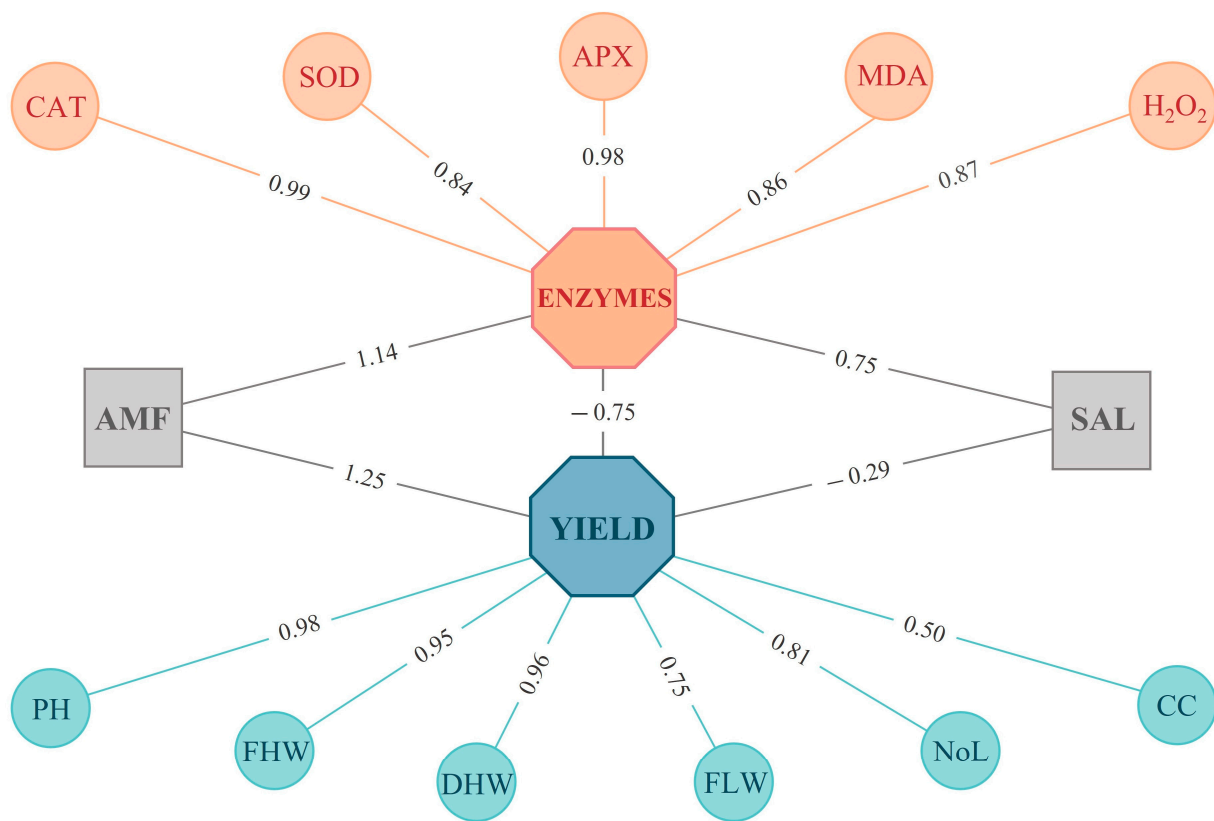 APX
SOD
MDA
CAT
H₂O₂
0.98
0.99
0.84
0.86
0.87
ENZYMES
1.14
0.75
AMF
− 0.75
SAL
1.25
− 0.29
YIELD
0.98
0.95
0.96
0.75
0.81
0.50
PH
FHW
DHW
FLW
NoL
CC